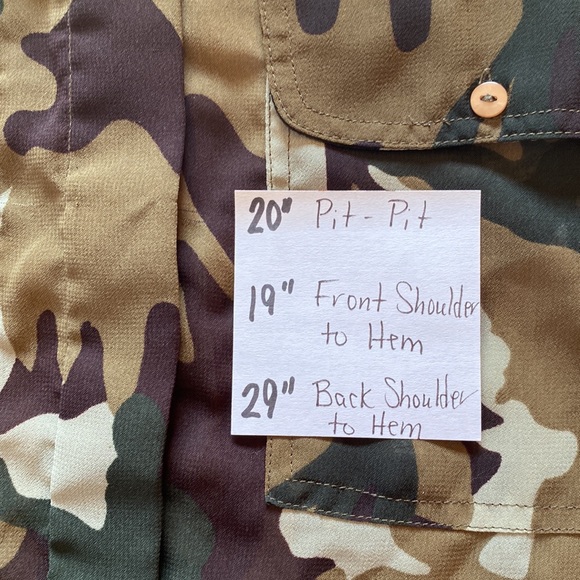 20" Pit - Pit
19" Front Shoulder
to Hem
29" Back Shoulder
to Hem